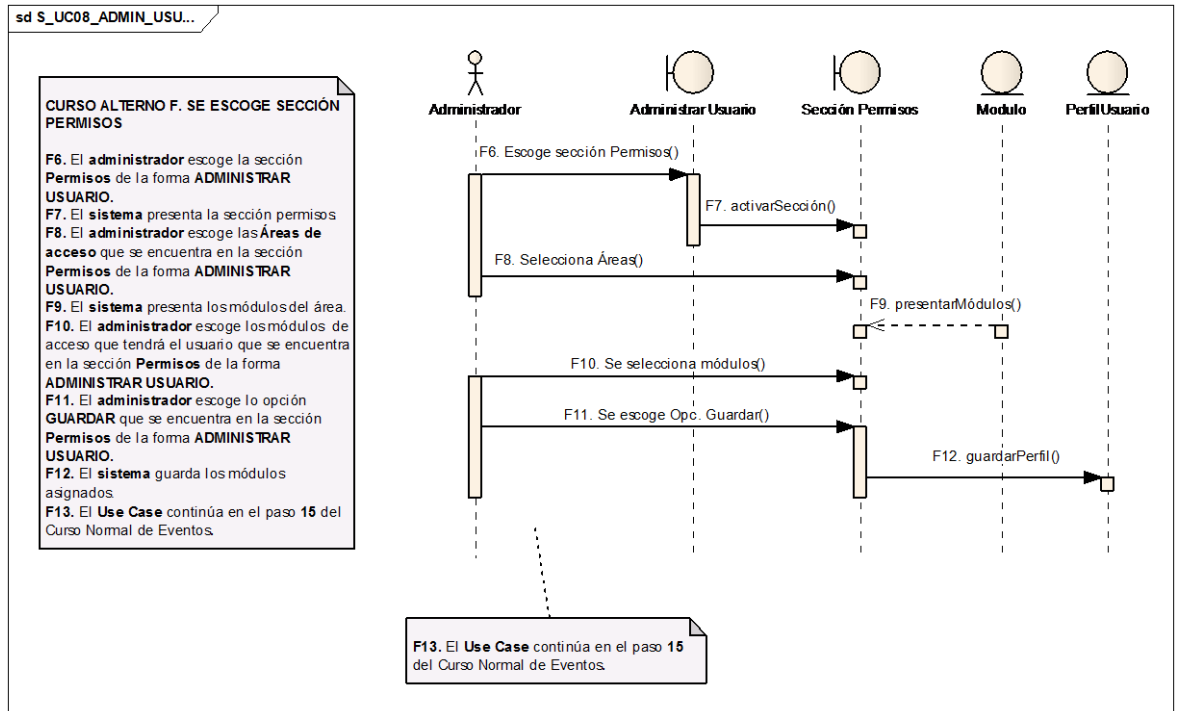 sd S_UC08_ADMIN_USU...
CURSO ALTERNO F. SE ESCOGE SECCIÓN
PERMISOS
F6. El administrador escoge la sección
Permisos de la forma ADMINISTRAR
USUARIO.
F7. El sistema presenta la sección permisos.
F8. El administrador escoge las Áreas de
acceso que se encuentra en la sección
Permisos de la forma ADMINISTRAR
USUARIO.
F9. El sistema presenta los módulos del área.
F10. El administrador escoge los módulos de
acceso que tendrá el usuario que se encuentra
en la sección Permisos de la forma
ADMINISTRAR USUARIO.
F11. El administrador escoge lo opción
GUARDAR que se encuentra en la sección
Permisos de la forma ADMINISTRAR
USUARIO.
F12. El sistema guarda los módulos
asignados.
F13. El Use Case continúa en el paso 15 del
Curso Normal de Eventos.
Administrador
Administrar Usuario
Sección Permisos
Modulo
PerfilUsuario
F6. Escoge sección Permisos()
F7. activarSección()
F8. Selecciona Áreas()
F9. presentarMódulos()
F10. Se selecciona módulos()
F11. Se escoge Opc. Guardar()
F12. guardarPerfil()
F13. El Use Case continúa en el paso 15
del Curso Normal de Eventos.